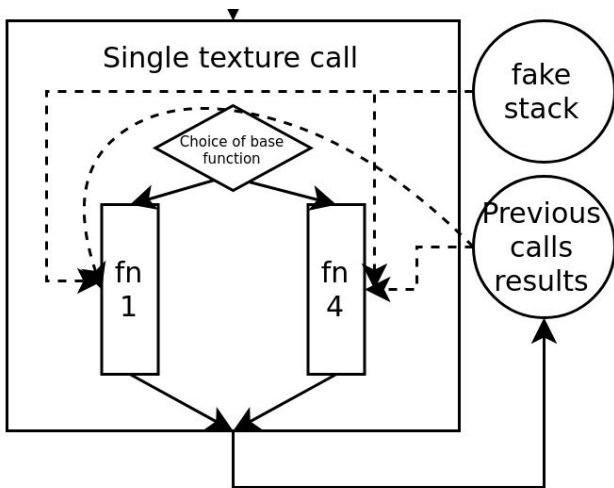 Single texture call
fake
stack
Choice of base
function
Previous
calls
results
fn
1
fn
4